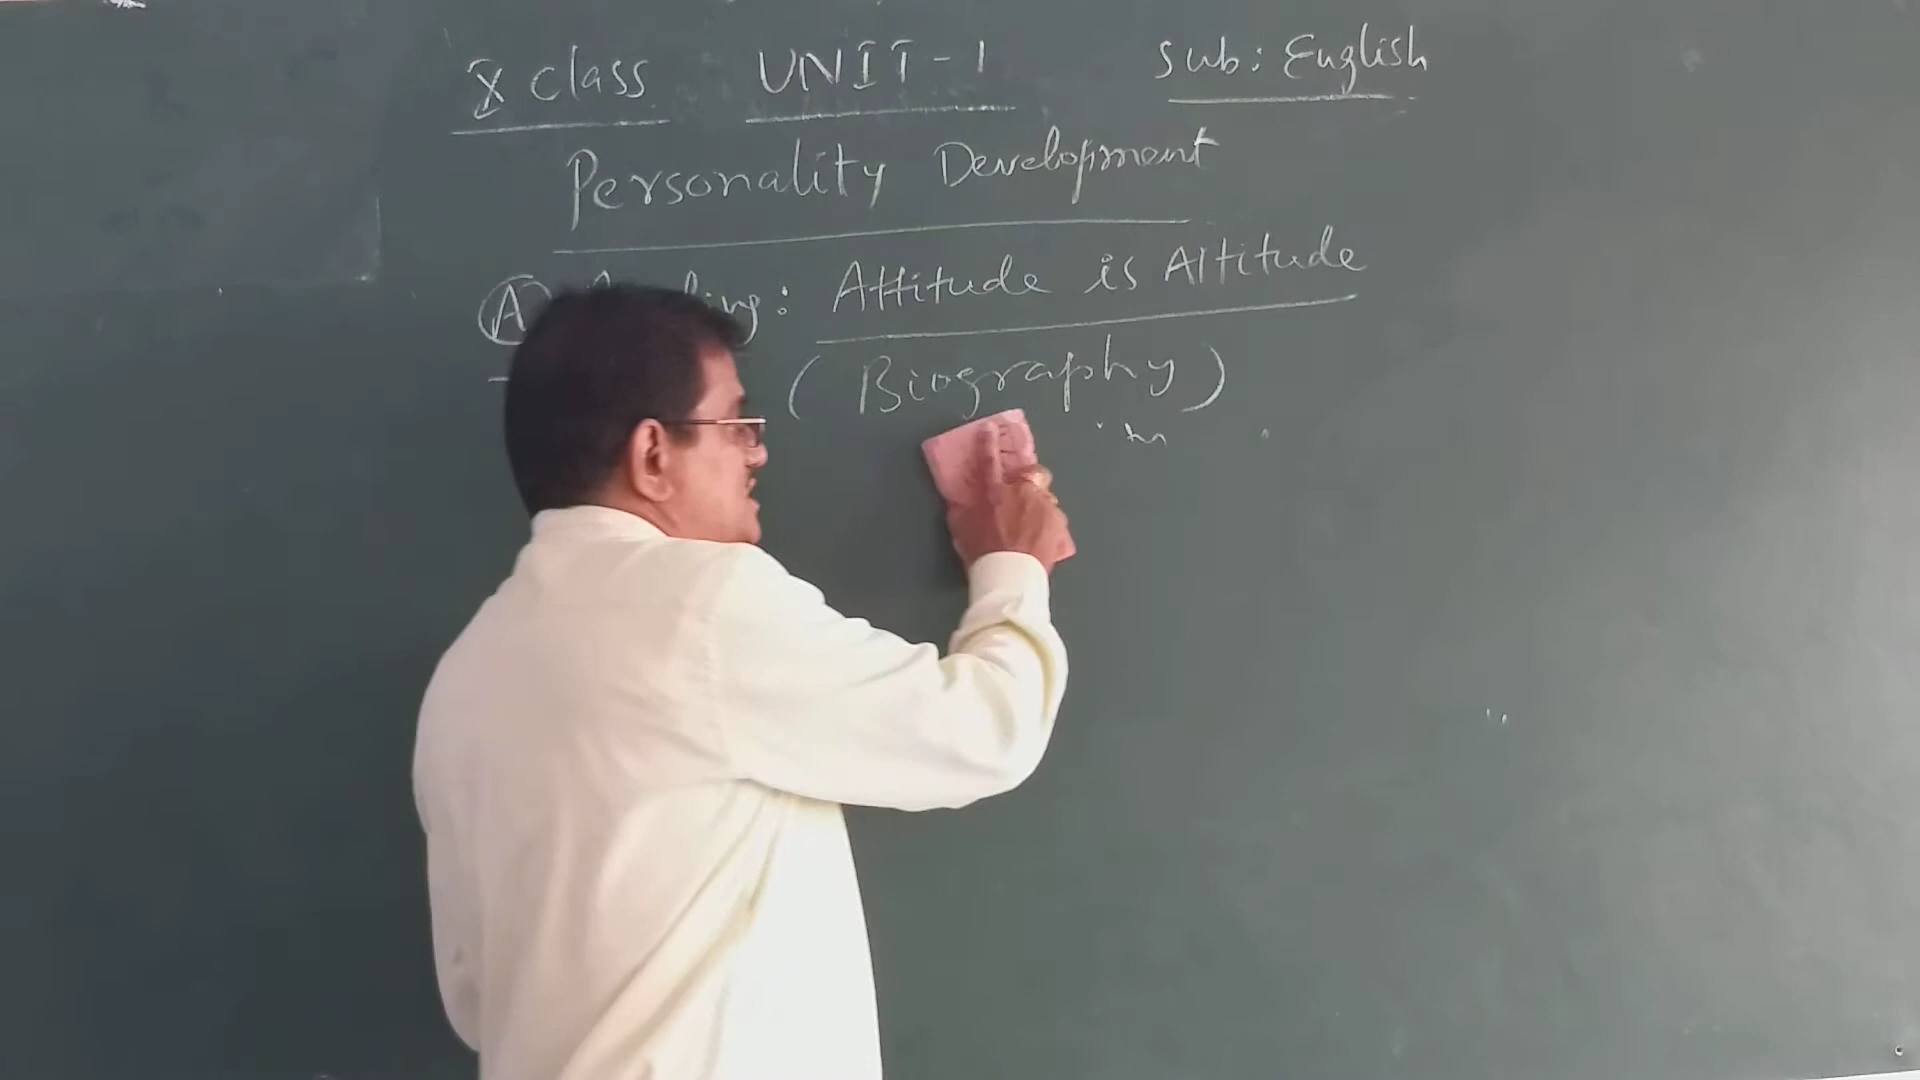 X class UNIT-1 Sub: English
Personality Development
A : Attitude is Altitude
(Biography)